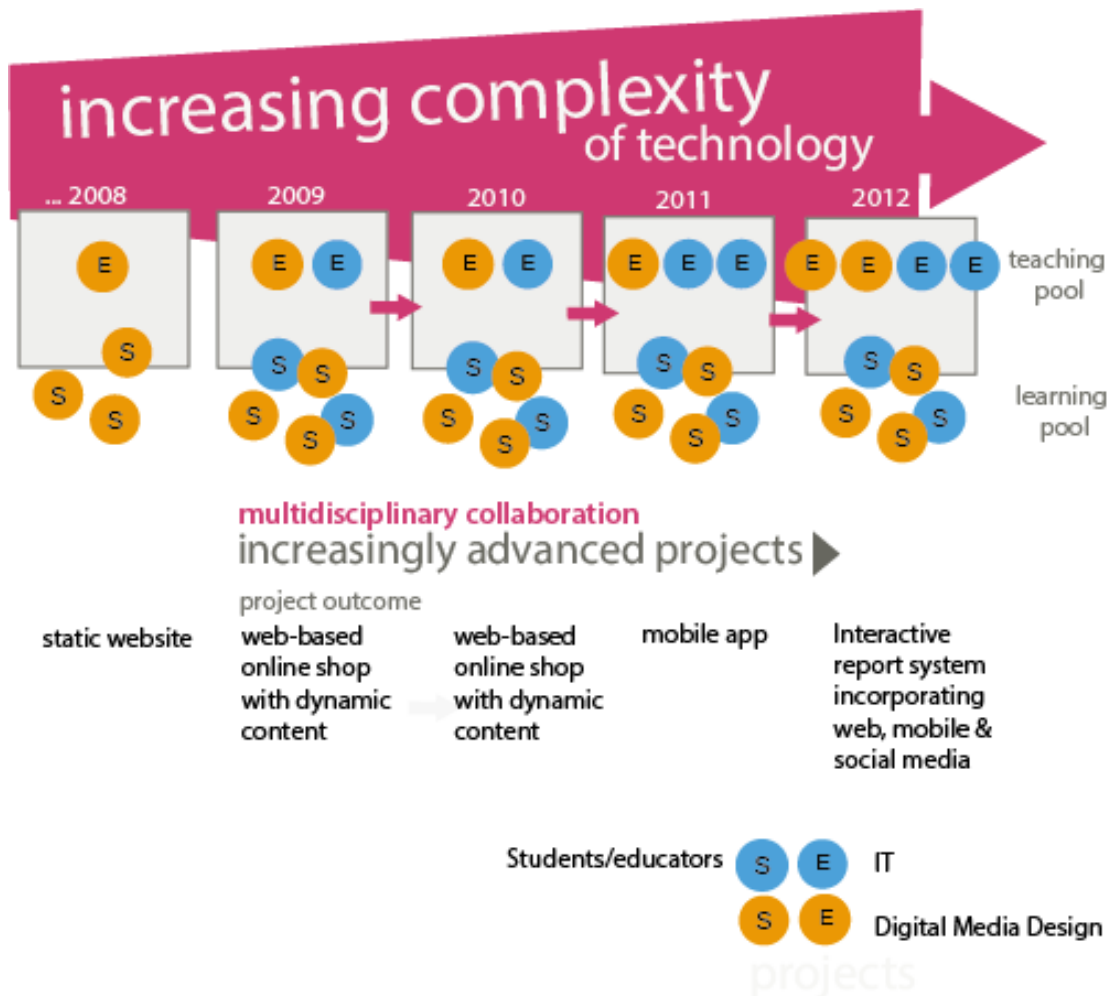 increasing complexity
of technology
... 2008
2009
2010
2011
2012
E
E E
E E
E E E
E E E E
teaching
pool
S S S
S S S S S
S S S S S
S S S S S
S S S S S
learning
pool
multidisciplinary collaboration
increasingly advanced projects
project outcome
static website
web-based
online shop
with dynamic
content
web-based
online shop
with dynamic
content
mobile app
Interactive
report system
incorporating
web, mobile &
social media
Students/educators S E IT
S E Digital Media Design
projects